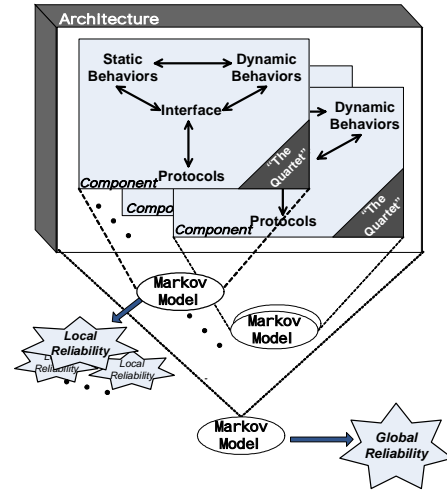 Architecture
Static Behaviors
Dynamic Behaviors
Interface
Protocols
Component
"The Quartet"
Dynamic Behaviors
Compo
Protocols
Component
"The Quartet"
Markov Model
Markov Model
Local Reliability
Reliability
Local Reliability
Markov Model
Global Reliability